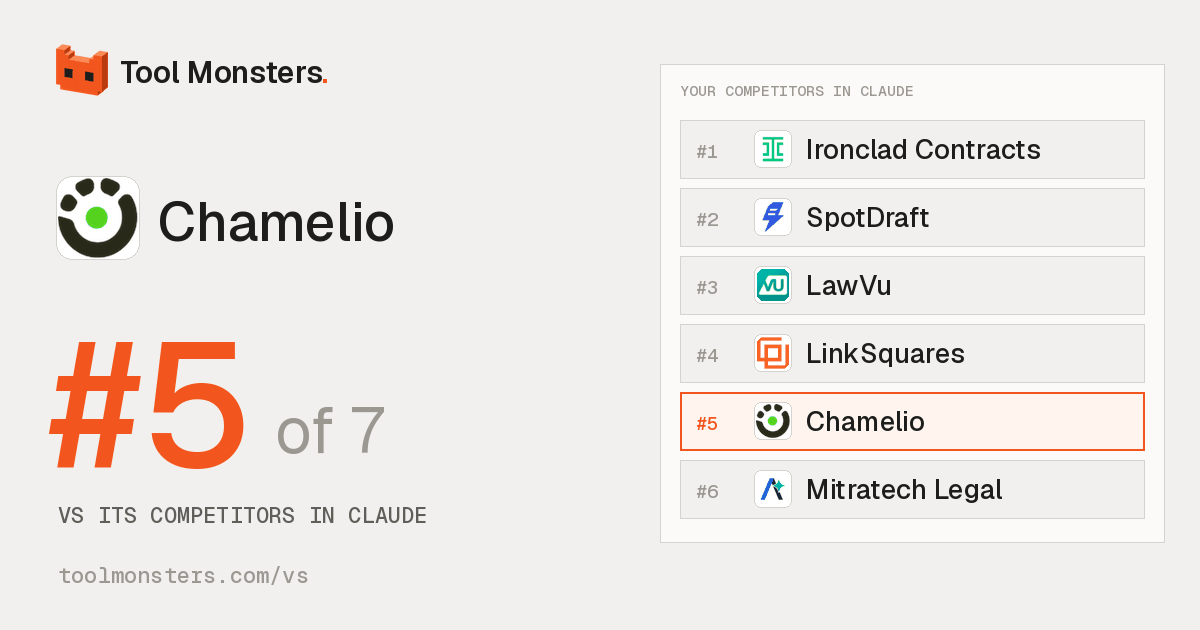 Tool Monsters.
Chamelio
#5 of 7
VS ITS COMPETITORS IN CLAUDE
toolmonsters.com/vs
YOUR COMPETITORS IN CLAUDE
#1 Ironclad Contracts
#2 SpotDraft
#3 LawVu
#4 LinkSquares
#5 Chamelio
#6 Mitratech Legal